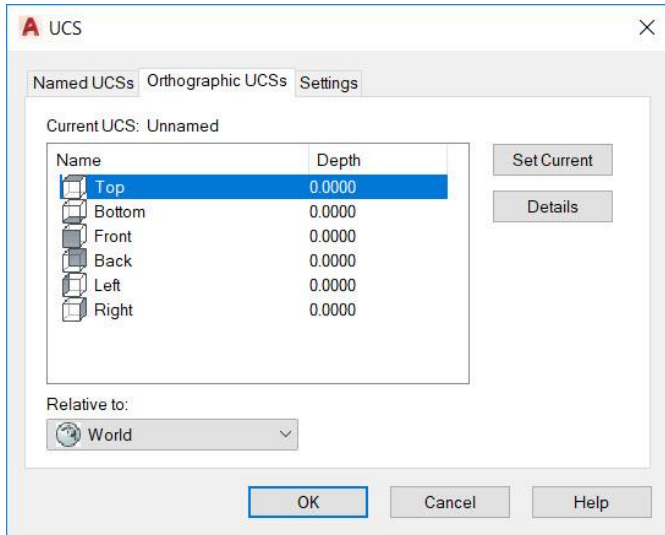 UCS
Named UCSs Orthographic UCSs Settings
Current UCS: Unnamed
Name Depth Set Current
Top 0.0000
Bottom 0.0000 Details
Front 0.0000
Back 0.0000
Left 0.0000
Right 0.0000
Relative to:
World
OK Cancel Help